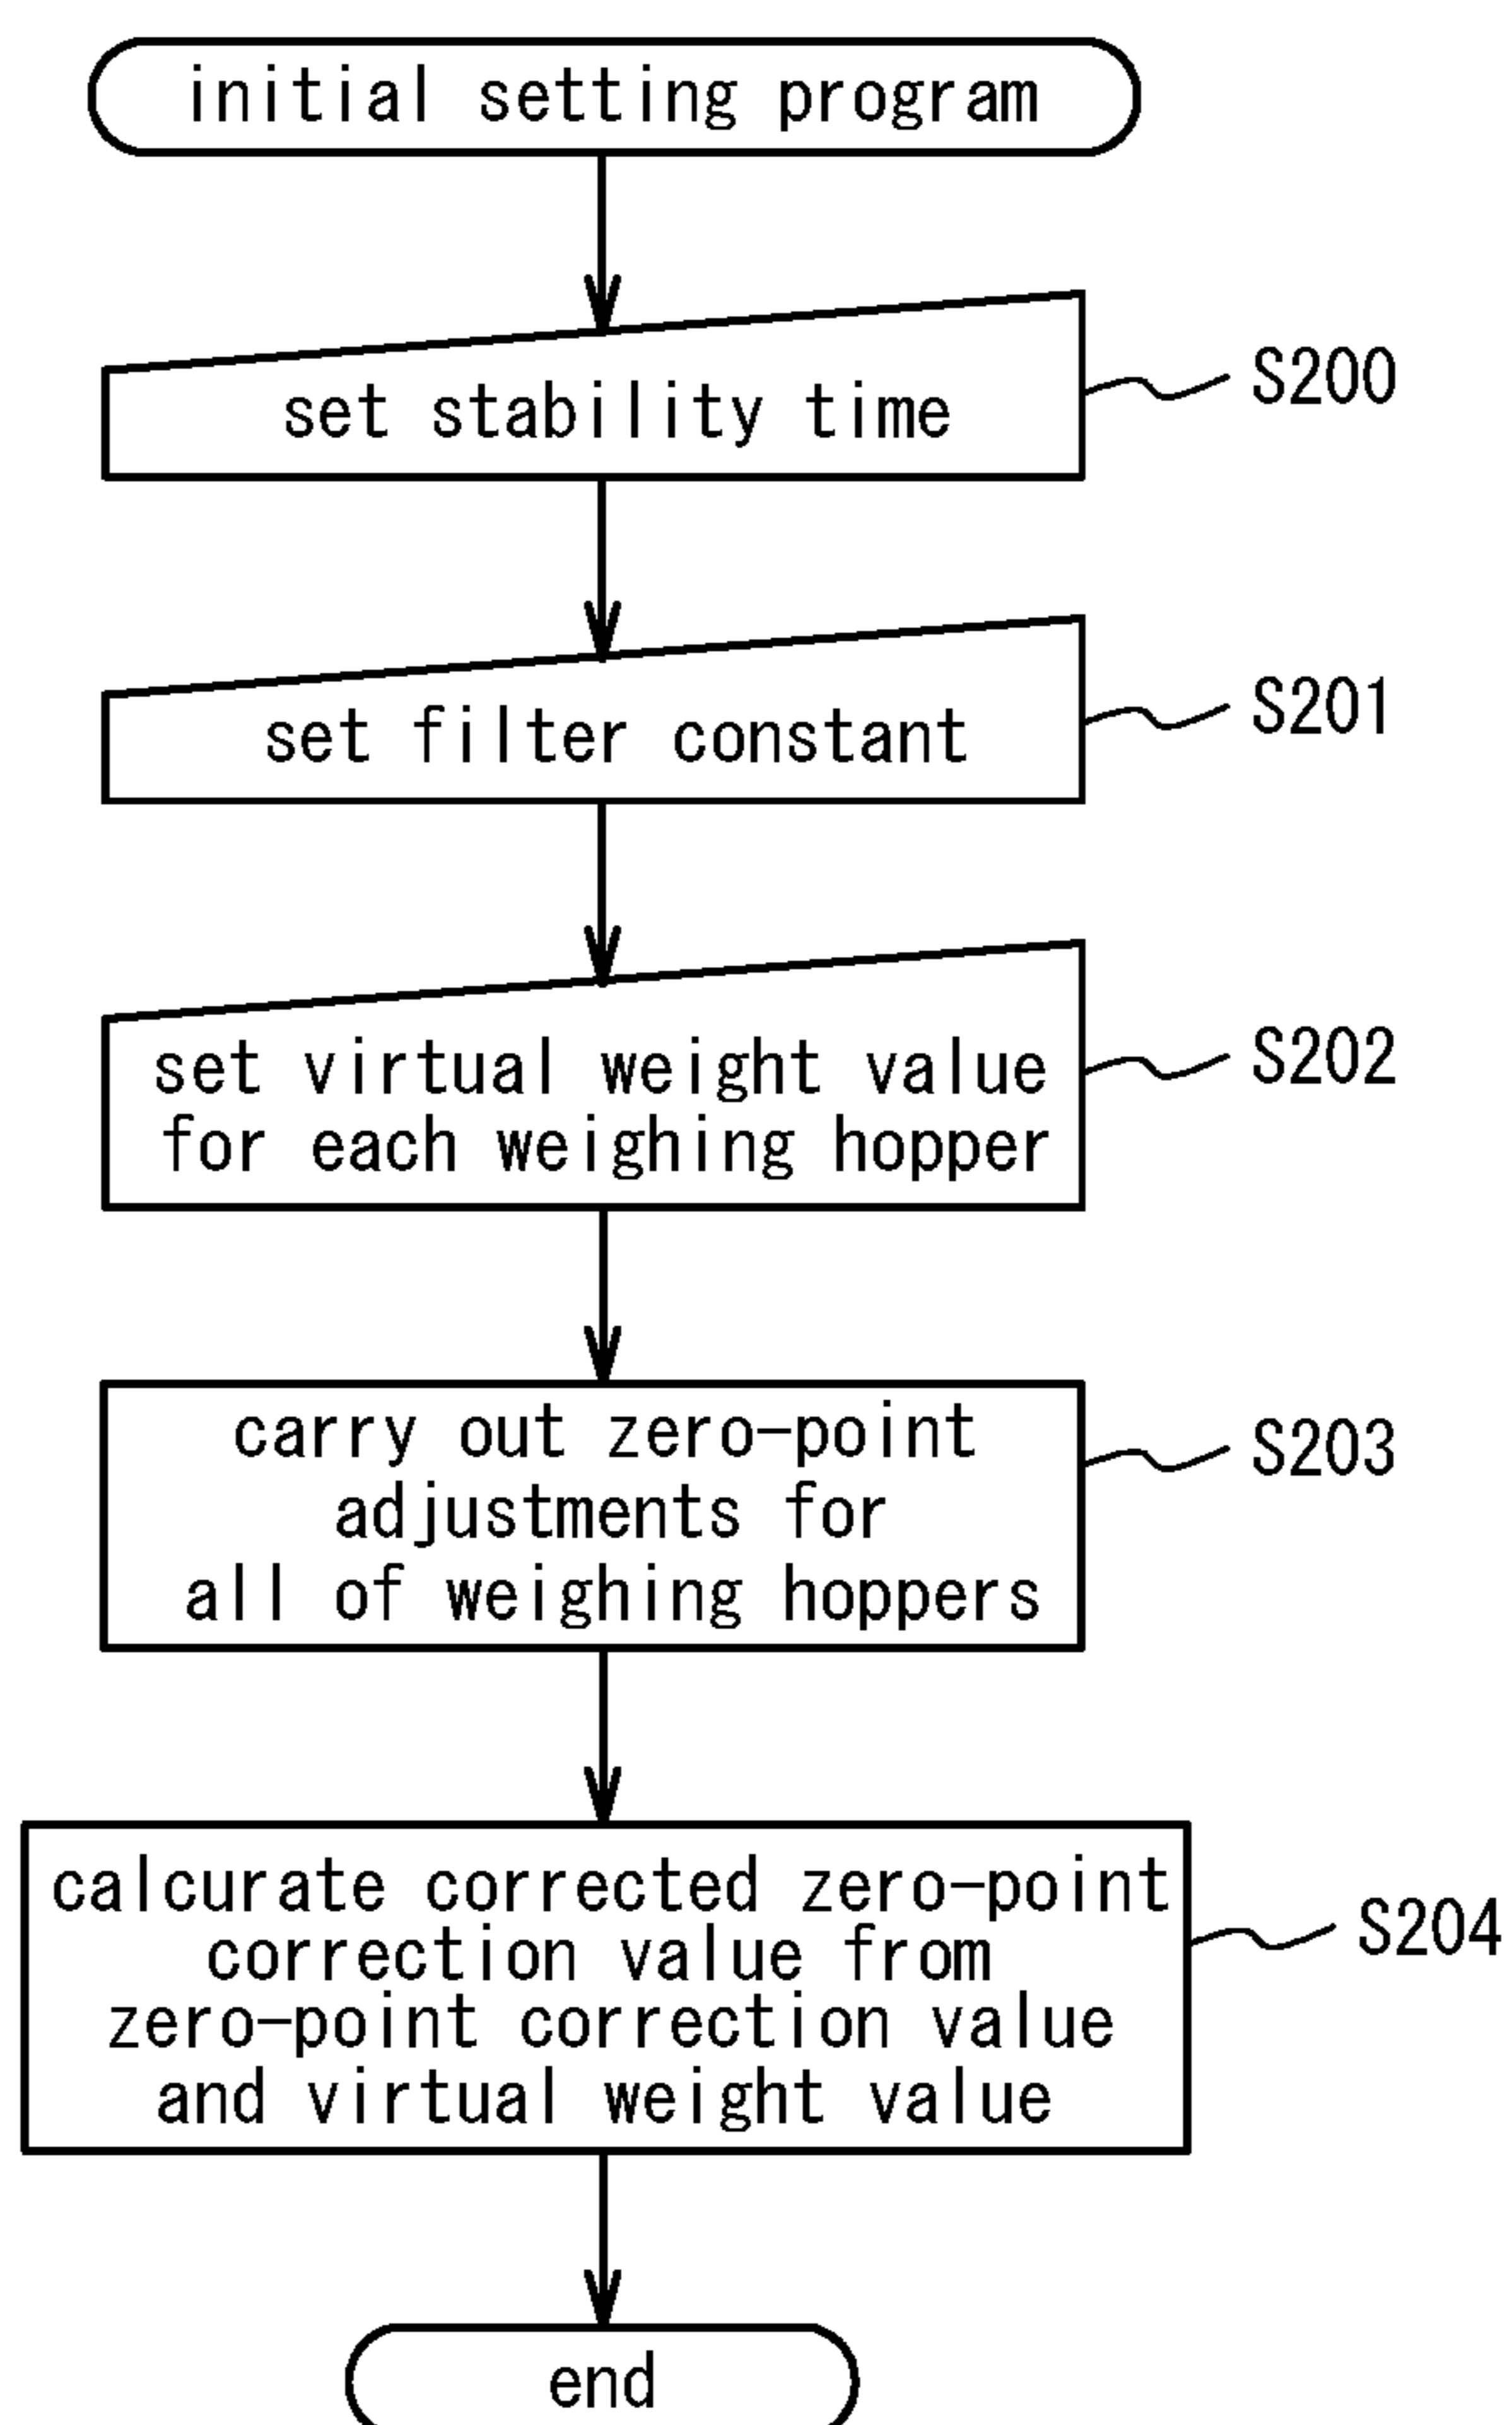 initial setting program
set stability time
S200
set filter constant
S201
set virtual weight value
for each weighing hopper
S202
carry out zero-point
adjustments for
all of weighing hoppers
S203
calcurate corrected zero-point
correction value from
zero-point correction value
and virtual weight value
S204
end